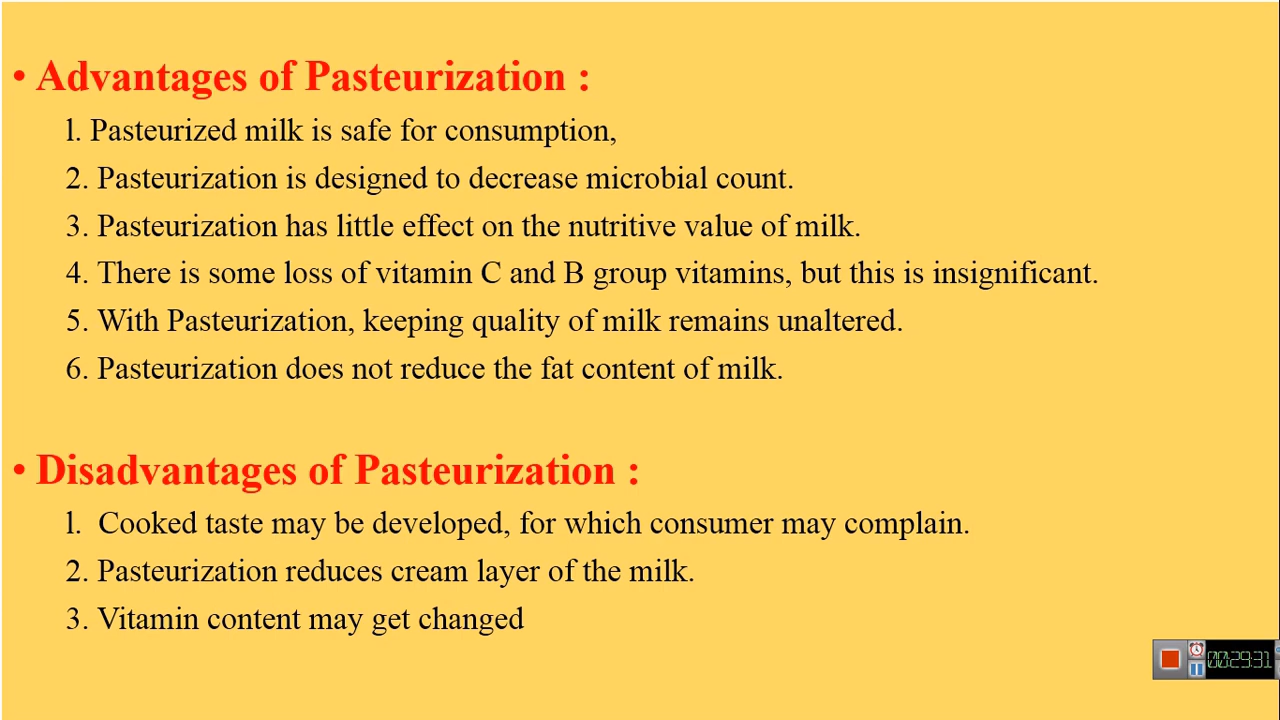 • Advantages of Pasteurization :
l. Pasteurized milk is safe for consumption,
2. Pasteurization is designed to decrease microbial count.
3. Pasteurization has little effect on the nutritive value of milk.
4. There is some loss of vitamin C and B group vitamins, but this is insignificant.
5. With Pasteurization, keeping quality of milk remains unaltered.
6. Pasteurization does not reduce the fat content of milk.
• Disadvantages of Pasteurization :
l. Cooked taste may be developed, for which consumer may complain.
2. Pasteurization reduces cream layer of the milk.
3. Vitamin content may get changed
00:29:31